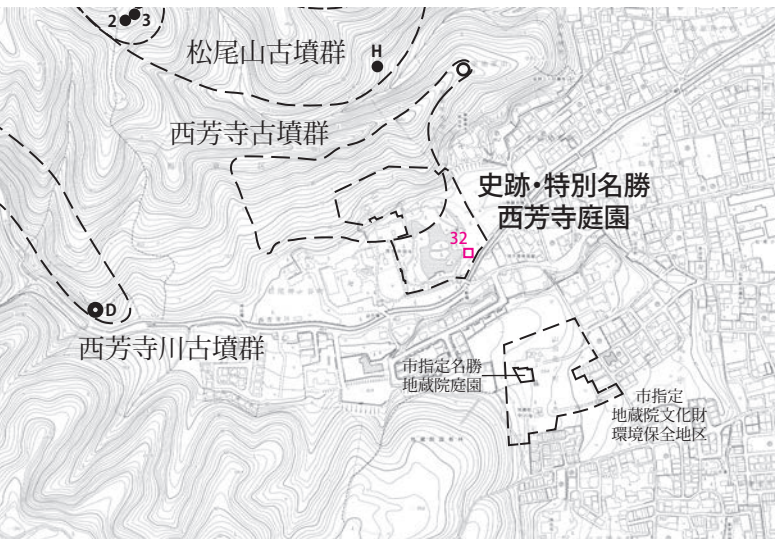 2 3
松尾山古墳群
H
西芳寺古墳群
史跡・特別名勝
西芳寺庭園
32
D
西芳寺川古墳群
市指定名勝
地蔵院庭園
市指定
地蔵院文化財
環境保全地区